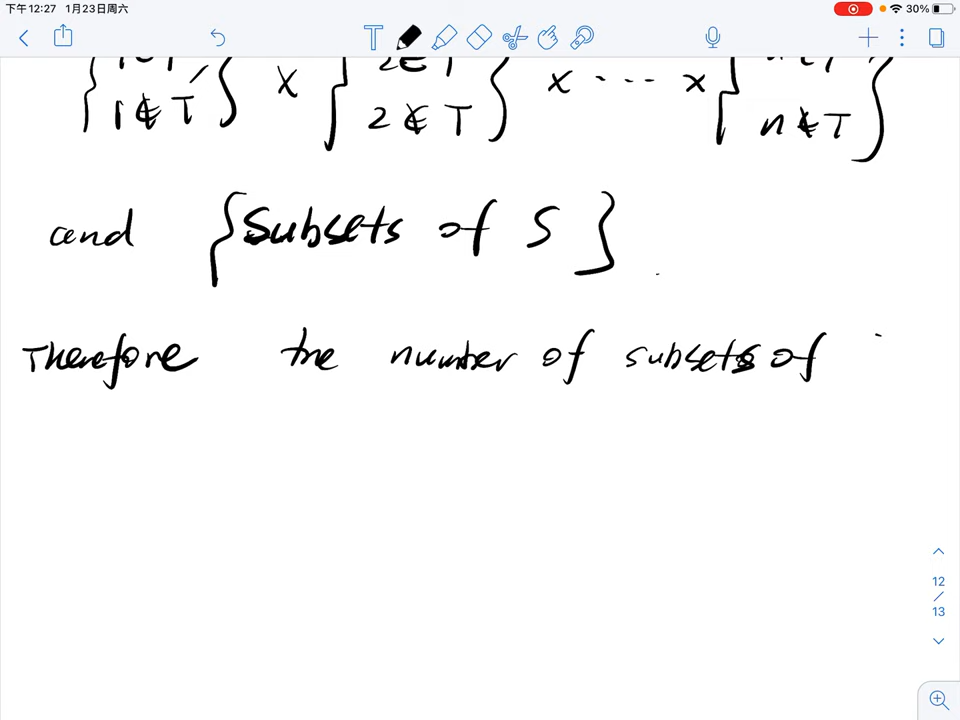 下午12:27 1月23日周六 30%
T
{ 1∉T } × { 2∈T 
2∉T } × ··· × { 
n∉T }
and { Subsets of S }
Therefore the number of subsets of
12
/
13